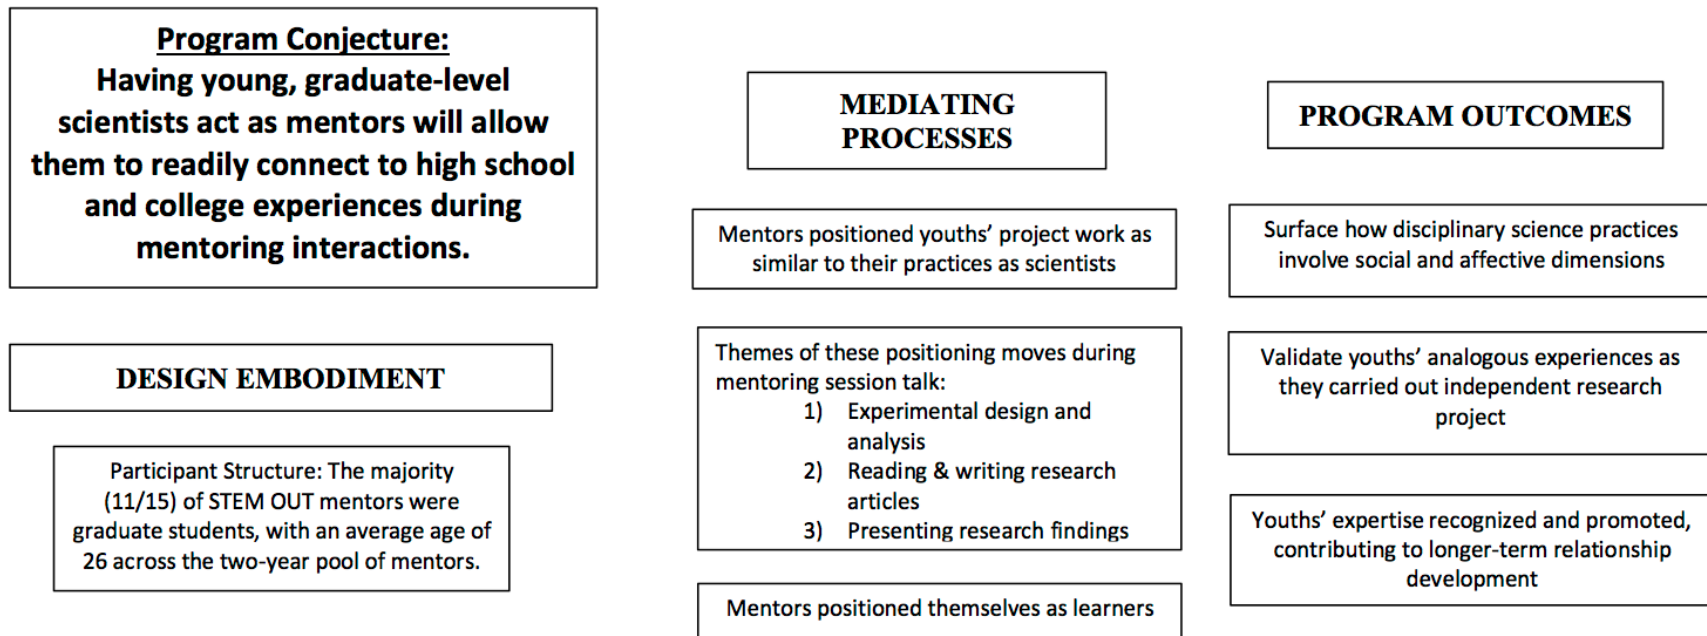 Program Conjecture:
Having young, graduate-level
scientists act as mentors will allow
them to readily connect to high school
and college experiences during
mentoring interactions.
DESIGN EMBODIMENT
Participant Structure: The majority
(11/15) of STEM OUT mentors were
graduate students, with an average age of
26 across the two-year pool of mentors.
MEDIATING
PROCESSES
Mentors positioned youths’ project work as
similar to their practices as scientists
Themes of these positioning moves during
mentoring session talk:
1) Experimental design and
analysis
2) Reading & writing research
articles
3) Presenting research findings
Mentors positioned themselves as learners
PROGRAM OUTCOMES
Surface how disciplinary science practices
involve social and affective dimensions
Validate youths’ analogous experiences as
they carried out independent research
project
Youths’ expertise recognized and promoted,
contributing to longer-term relationship
development